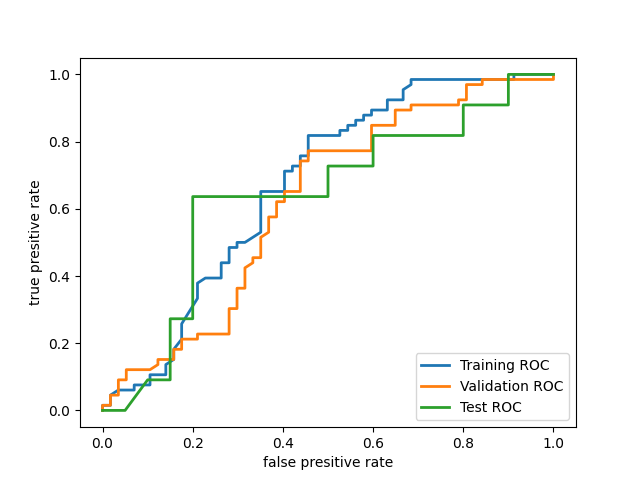 1.0
0.8
0.6
0.4
0.2
0.0
true presitive rate
0.0 0.2 0.4 0.6 0.8 1.0
false presitive rate
Training ROC
Validation ROC
Test ROC